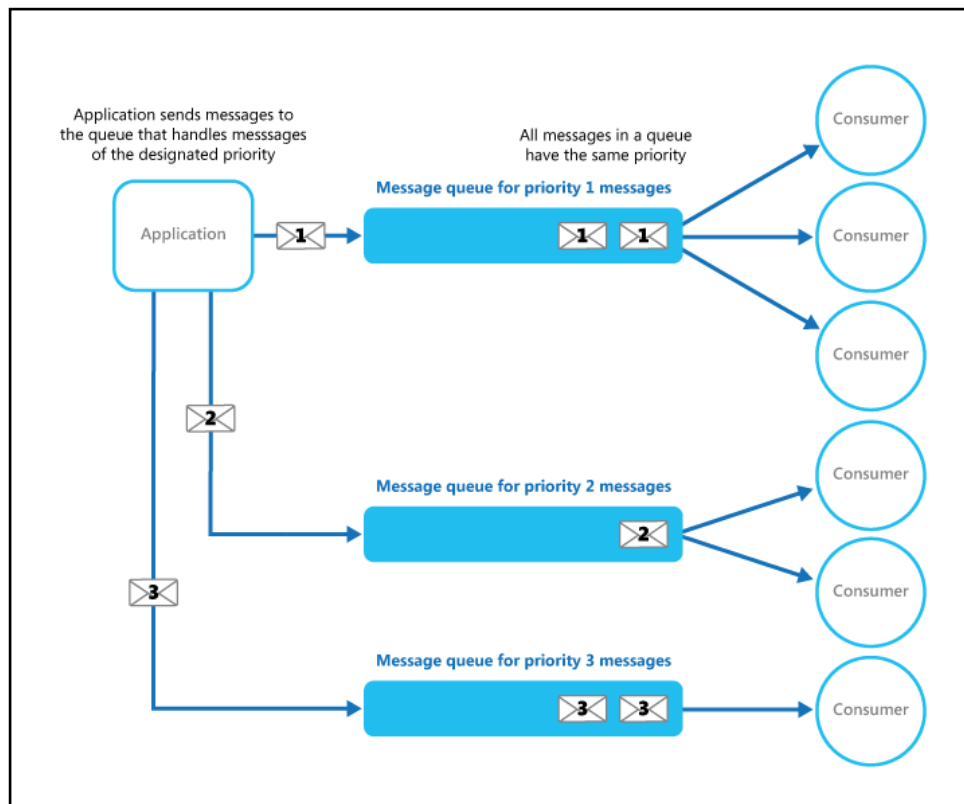 Application sends messages to
the queue that handles messsages
of the designated priority
All messages in a queue
have the same priority
Consumer
Message queue for priority 1 messages
Application
1
1
1
Consumer
Consumer
2
Message queue for priority 2 messages
2
Consumer
Consumer
3
Message queue for priority 3 messages
3
3
Consumer